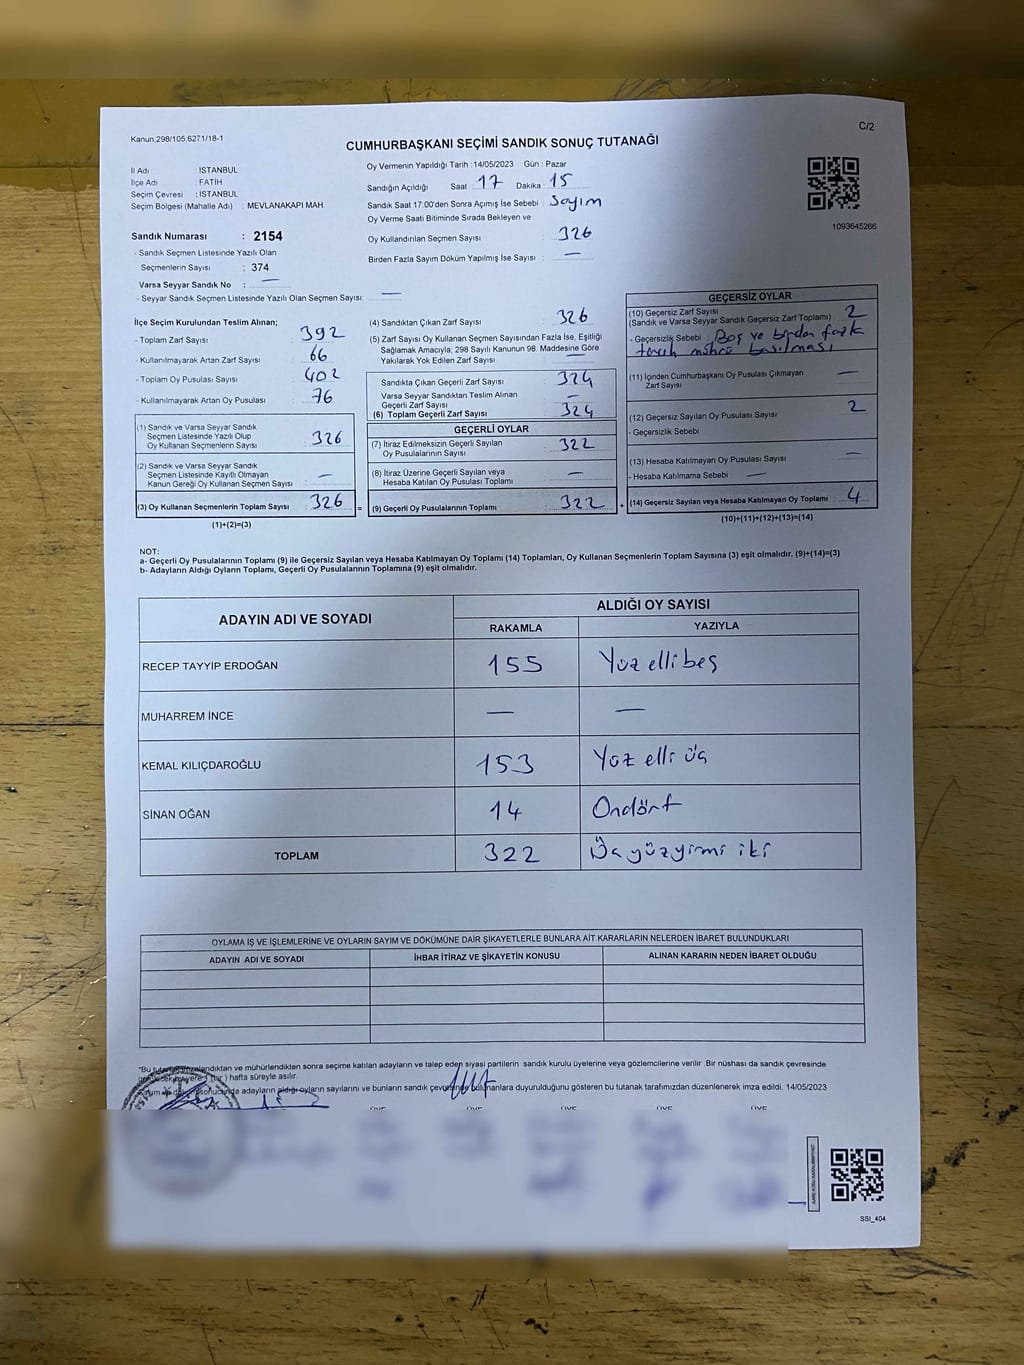 Kanun 298/105 6271/18-1
C/2
CUMHURBAŞKANI SEÇİMİ SANDIK SONUÇ TUTANAĞI
İl Adı : İSTANBUL
İlçe Adı : FATİH
Seçim Çevresi : İSTANBUL
Seçim Bölgesi (Mahalle Adı) : MEVLANAKAPI MAH.
Sandık Numarası : 2154
- Sandık Seçmen Listesinde Yazılı Olan
Seçmenlerin Sayısı : 374
Varsa Seyyar Sandık No : —
- Seyyar Sandık Seçmen Listesinde Yazılı Olan Seçmen Sayısı: —
Oy Vermenin Yapıldığı Tarih : 14/05/2023 Gün : Pazar
Sandığın Açıldığı Saat : 17 Dakika : 15
Sandık Saat 17.00'den Sonra Açımış İse Sebebi : Sayım
Oy Verme Saati Bitiminde Sırada Bekleyen ve
Oy Kullandırılan Seçmen Sayısı : 326
Birden Fazla Sayım Döküm Yapılmış İse Sayısı : —
1093645266
İlçe Seçim Kurulundan Teslim Alınan;
- Toplam Zarf Sayısı : 392
- Kullanılmayarak Artan Zarf Sayısı : 66
- Toplam Oy Pusulası Sayısı : 402
- Kullanılmayarak Artan Oy Pusulası : 76
(1) Sandık ve Varsa Seyyar Sandık
Seçmen Listesinde Yazılı Olup
Oy Kullanan Seçmenlerin Sayısı : 326
(2) Sandık ve Varsa Seyyar Sandık
Seçmen Listesinde Kayıtlı Olmayan
Kanun Gereği Oy Kullanan Seçmen Sayısı : —
(3) Oy Kullanan Seçmenlerin Toplam Sayısı : 326
(1)+(2)=(3)
(4) Sandıktan Çıkan Zarf Sayısı : 326
(5) Zarf Sayısı Oy Kullanan Seçmen Sayısından Fazla İse, Eşitliği
Sağlamak Amacıyla; 298 Sayılı Kanunun 98. Maddesine Göre
Yakılarak Yok Edilen Zarf Sayısı : —
Sandıkta Çıkan Geçerli Zarf Sayısı : 324
Varsa Seyyar Sandıktan Teslim Alınan
Geçerli Zarf Sayısı : —
(6) Toplam Geçerli Zarf Sayısı : 324
GEÇERLİ OYLAR
(7) İtiraz Edilmeksizin Geçerli Sayılan
Oy Pusulalarının Sayısı : 322
(8) İtiraz Üzerine Geçerli Sayılan veya
Hesaba Katılan Oy Pusulası Toplamı : —
= (9) Geçerli Oy Pusulalarının Toplamı : 322
GEÇERSİZ OYLAR
(10) Geçersiz Zarf Sayısı : 2
(Sandık ve Varsa Seyyar Sandık Geçersiz Zarf Toplamı)
- Geçersizlik Sebebi : Boş ve birden fazla
tercih mührü basılması
(11) İçinden Cumhurbaşkanı Oy Pusulası Çıkmayan
Zarf Sayısı : —
(12) Geçersiz Sayılan Oy Pusulası Sayısı : 2
- Geçersizlik Sebebi :
(13) Hesaba Katılmayan Oy Pusulası Sayısı : —
- Hesaba Katılmama Sebebi : —
+ (14) Geçersiz Sayılan veya Hesaba Katılmayan Oy Toplamı : 4
(10)+(11)+(12)+(13)=(14)
NOT:
a- Geçerli Oy Pusulalarının Toplamı (9) ile Geçersiz Sayılan veya Hesaba Katılmayan Oy Toplamı (14) Toplamları, Oy Kullanan Seçmenlerin Toplam Sayısına (3) eşit olmalıdır. (9)+(14)=(3)
b- Adayların Aldığı Oyların Toplamı, Geçerli Oy Pusulalarının Toplamına (9) eşit olmalıdır.
ADAYIN ADI VE SOYADI ALDIĞI OY SAYISI
RAKAMLA YAZIYLA
RECEP TAYYİP ERDOĞAN 155 Yüz elli beş
MUHARREM İNCE — —
KEMAL KILIÇDAROĞLU 153 Yüz elli üç
SİNAN OĞAN 14 Ondört
TOPLAM 322 Üçyüzyirmi iki
OYLAMA İŞ VE İŞLEMLERİNE VE OYLARIN SAYIM VE DÖKÜMÜNE DAİR ŞİKAYETLERLE BUNLARA AİT KARARLARIN NELERDEN İBARET BULUNDUKLARI
ADAYIN ADI VE SOYADI İHBAR İTİRAZ VE ŞİKAYETİN KONUSU ALINAN KARARIN NEDEN İBARET OLDUĞU
mühürlendikten sonra seçime katılan adayların ve talep eden siyasi partilerin sandık kurulu üyelerine veya gözlemcilerine verilir. Bir nüshası da sandık çevresinde
hafta süreyle asılır.
adayların aldığı oyların sayılarını ve bunların sandık duyurulduğunu gösteren bu tutanak tarafımızdan düzenlenerek imza edildi. 14/05/2023
ÜYE ÜYE ÜYE ÜYE ÜYE
SSI_404